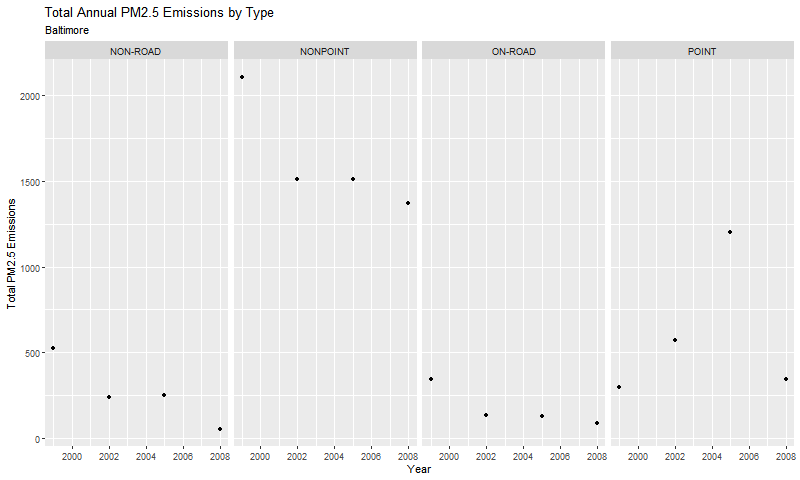 Total Annual PM2.5 Emissions by Type
Baltimore
NON-ROAD NONPOINT ON-ROAD POINT
Total PM2.5 Emissions
2000
1500
1000
500
0
2000 2002 2004 2006 2008 2000 2002 2004 2006 2008 2000 2002 2004 2006 2008 2000 2002 2004 2006 2008
Year